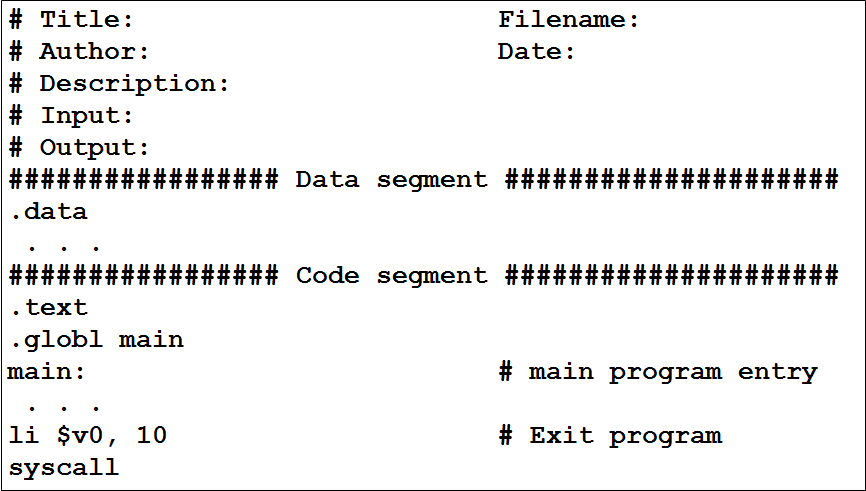 # Title: Filename:
# Author: Date:
# Description:
# Input:
# Output:
################# Data segment #####################
.data
. . .
################# Code segment #####################
.text
.globl main
main: # main program entry
. . .
li $v0, 10 # Exit program
syscall